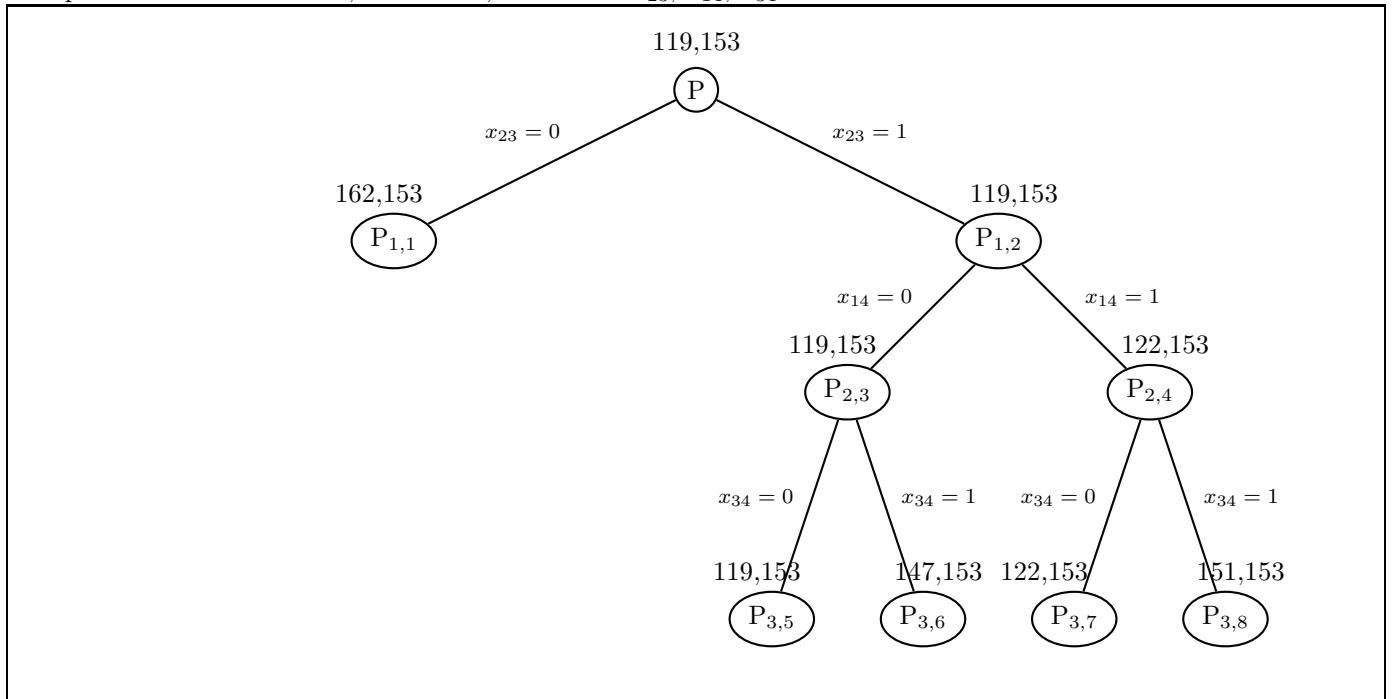 119,153
P
x₂₃ = 0 x₂₃ = 1
162,153 119,153
P₁,₁ P₁,₂
x₁₄ = 0 x₁₄ = 1
119,153 122,153
P₂,₃ P₂,₄
x₃₄ = 0 x₃₄ = 1 x₃₄ = 0 x₃₄ = 1
119,153 147,153 122,153 151,153
P₃,₅ P₃,₆ P₃,₇ P₃,₈